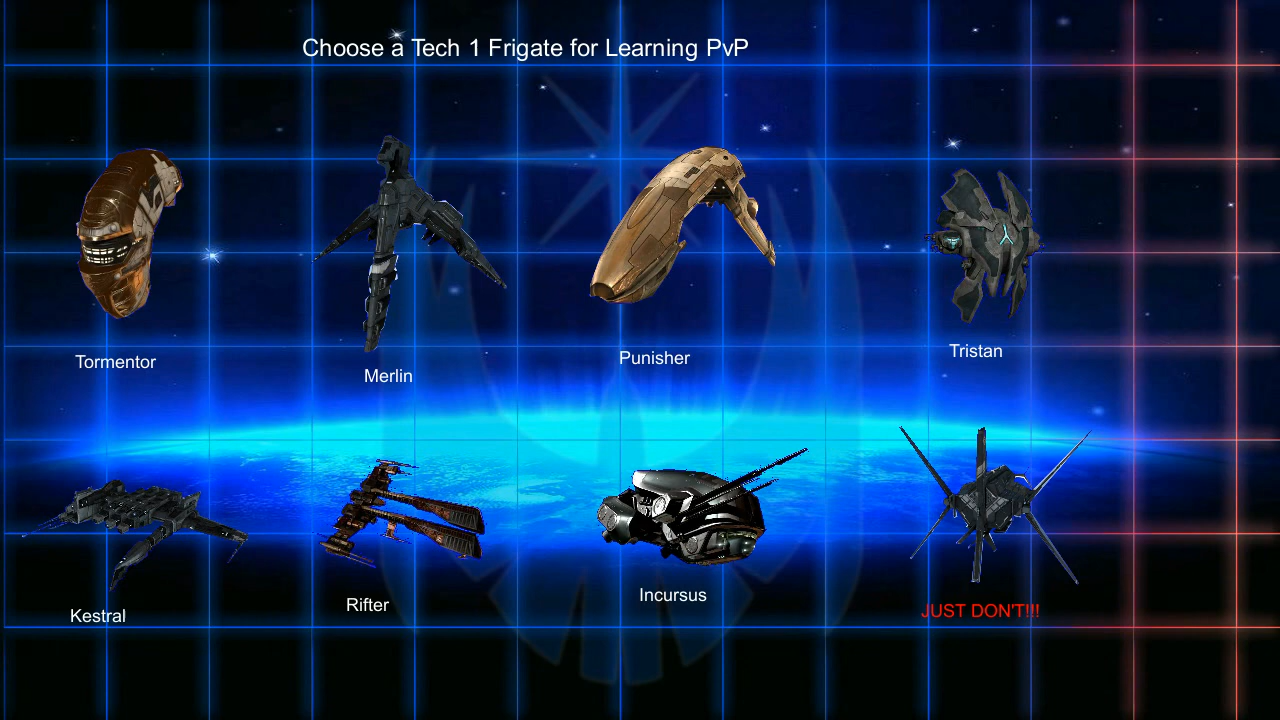 Choose a Tech 1 Frigate for Learning PvP
Tormentor
Merlin
Punisher
Tristan
Kestral
Rifter
Incursus
JUST DON'T!!!